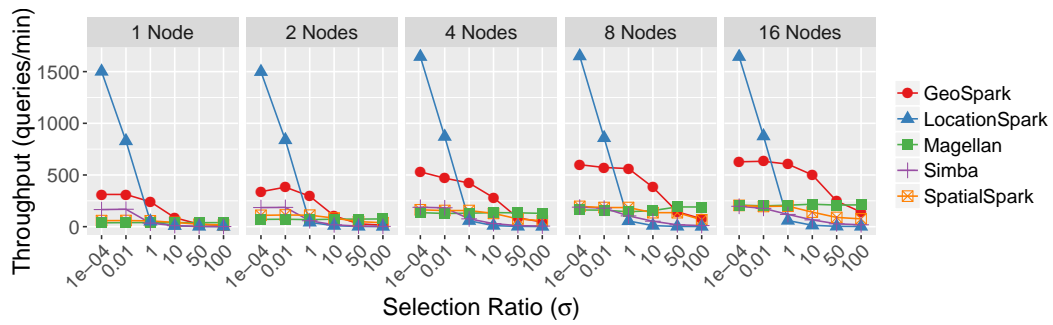 1 Node 2 Nodes 4 Nodes 8 Nodes 16 Nodes
Throughput (queries/min)
1500
1000
500
0
1e-04 0.01 1 10 50 100 1e-04 0.01 1 10 50 100 1e-04 0.01 1 10 50 100 1e-04 0.01 1 10 50 100 1e-04 0.01 1 10 50 100
Selection Ratio (σ)
GeoSpark
LocationSpark
Magellan
Simba
SpatialSpark